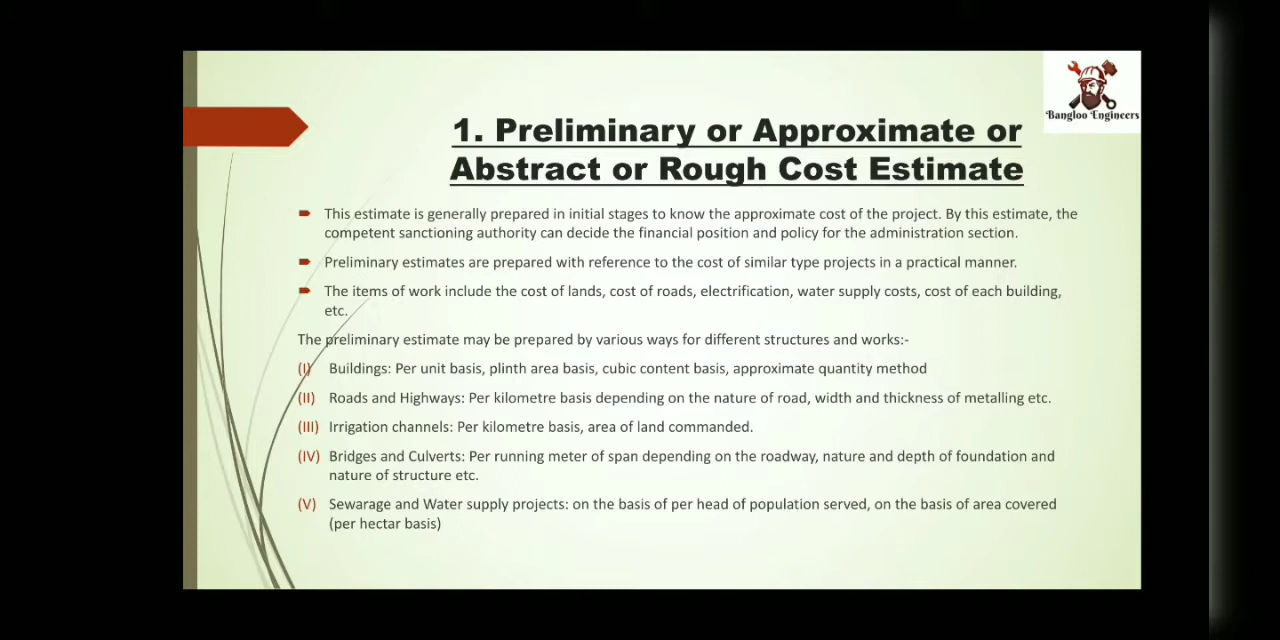 Bangloo Engineers
1. Preliminary or Approximate or
Abstract or Rough Cost Estimate
This estimate is generally prepared in initial stages to know the approximate cost of the project. By this estimate, the
competent sanctioning authority can decide the financial position and policy for the administration section.
Preliminary estimates are prepared with reference to the cost of similar type projects in a practical manner.
The items of work include the cost of lands, cost of roads, electrification, water supply costs, cost of each building,
etc.
The preliminary estimate may be prepared by various ways for different structures and works:-
(I) Buildings: Per unit basis, plinth area basis, cubic content basis, approximate quantity method
(II) Roads and Highways: Per kilometre basis depending on the nature of road, width and thickness of metalling etc.
(III) Irrigation channels: Per kilometre basis, area of land commanded.
(IV) Bridges and Culverts: Per running meter of span depending on the roadway, nature and depth of foundation and
nature of structure etc.
(V) Sewarage and Water supply projects: on the basis of per head of population served, on the basis of area covered
(per hectar basis)